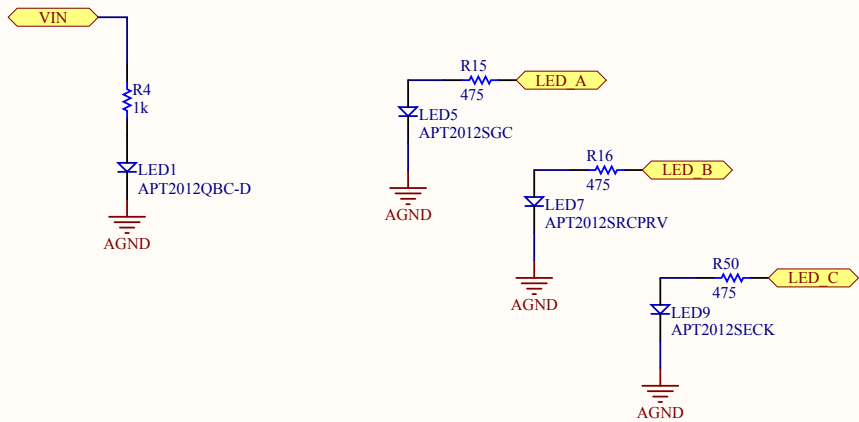 VIN
R4
1k
LED1
APT2012QBC-D
AGND
R15
LED_A
475
LED5
APT2012SGC
AGND
R16
LED_B
475
LED7
APT2012SRCPRV
AGND
R50
LED_C
475
LED9
APT2012SECK
AGND